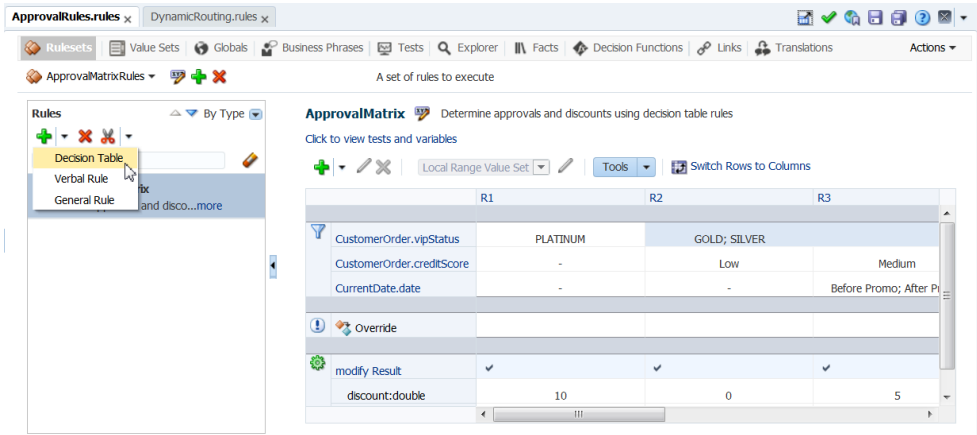 ApprovalRules.rules x DynamicRouting.rules x
Rulesets Value Sets Globals Business Phrases Tests Explorer Facts Decision Functions Links Translations Actions
ApprovalMatrixRules A set of rules to execute
Rules By Type
Decision Table
Verbal Rule
General Rule
and disco...more
ApprovalMatrix Determine approvals and discounts using decision table rules
Click to view tests and variables
Local Range Value Set Tools Switch Rows to Columns
R1 R2 R3
CustomerOrder.vipStatus PLATINUM GOLD; SILVER
CustomerOrder.creditScore - Low Medium
CurrentDate.date - - Before Promo; After
Override
modify Result
discount:double 10 0 5